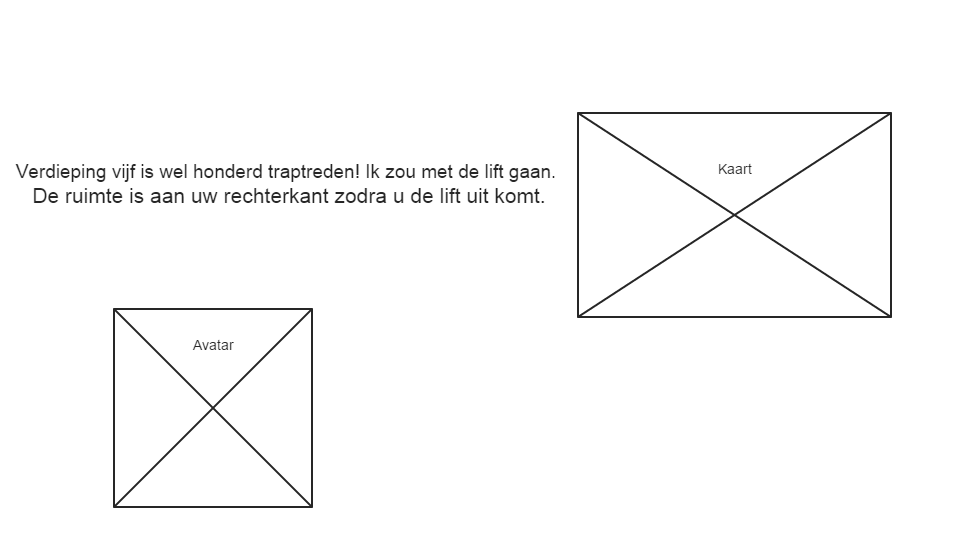 Verdieping vijf is wel honderd traptreden! Ik zou met de lift gaan.
De ruimte is aan uw rechterkant zodra u de lift uit komt.
Kaart
Avatar